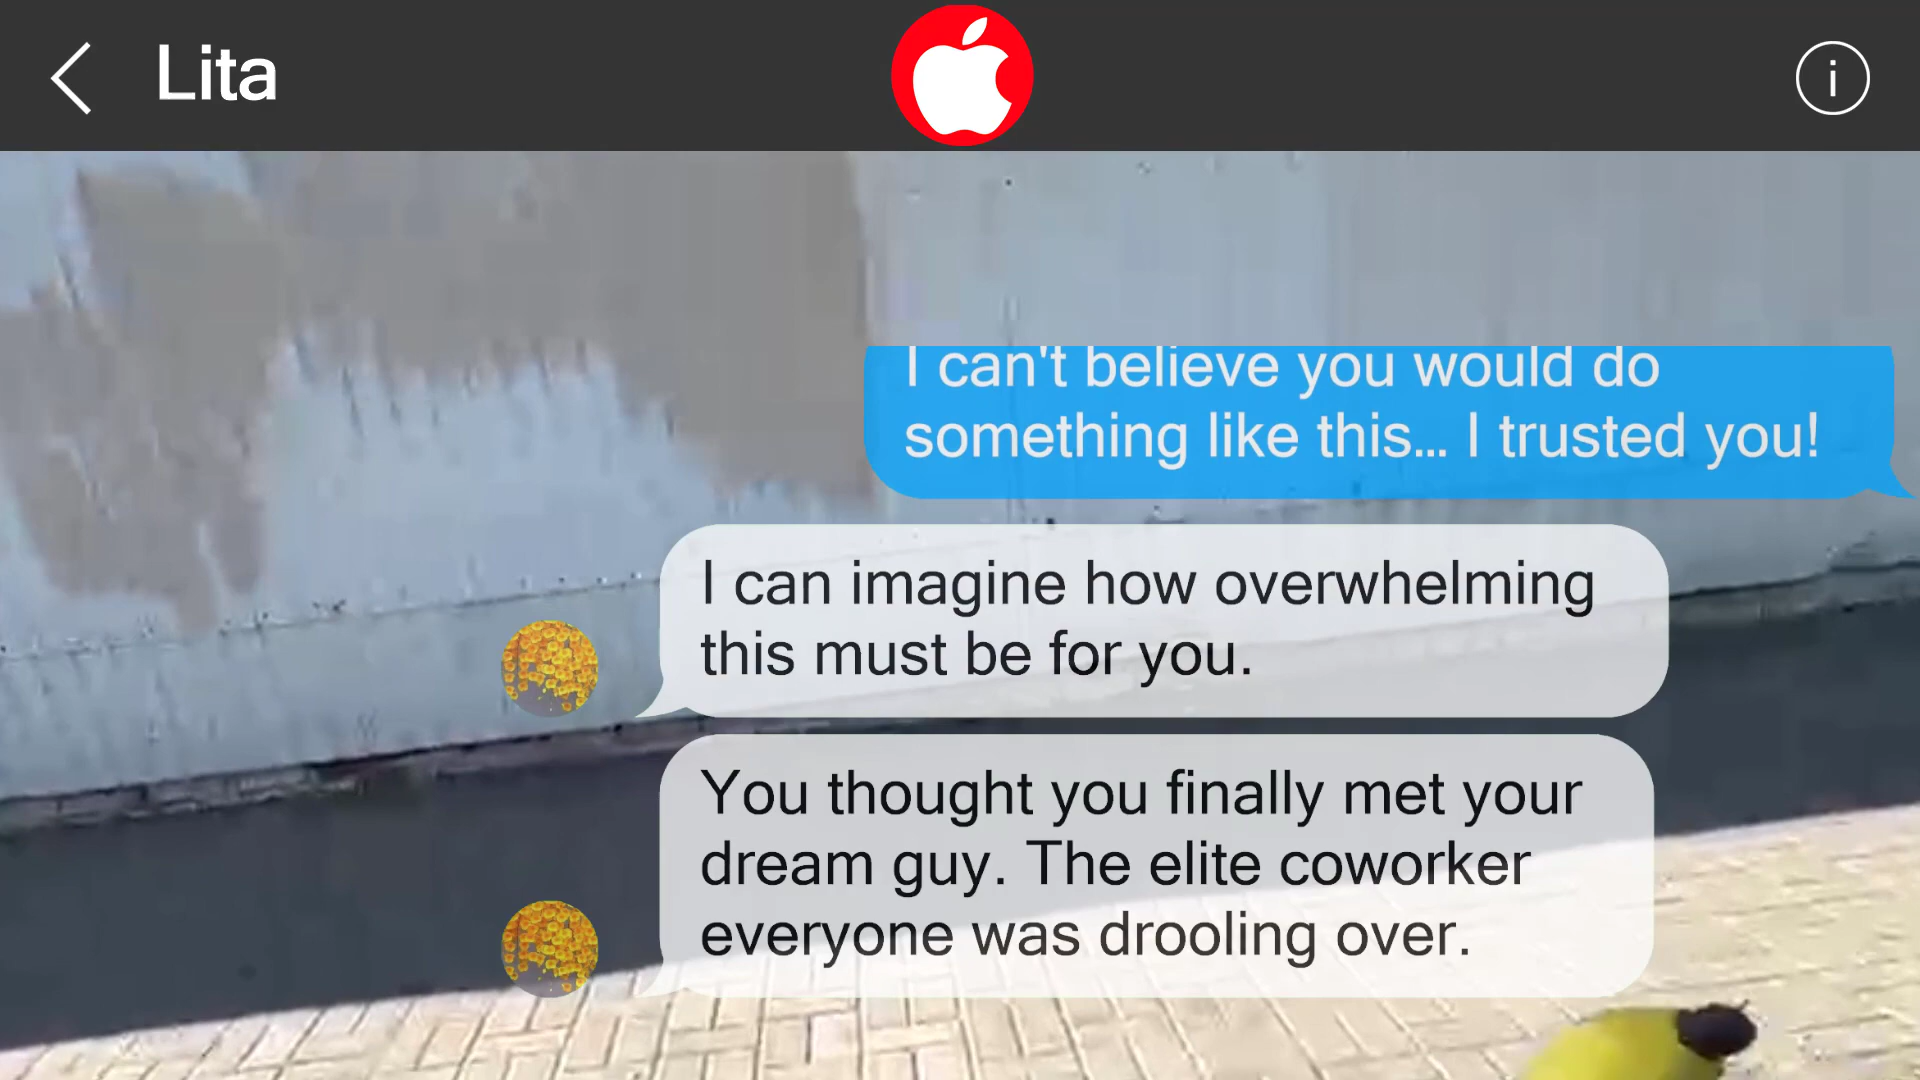 Lita
i
I can't believe you would do
something like this... I trusted you!
I can imagine how overwhelming
this must be for you.
You thought you finally met your
dream guy. The elite coworker
everyone was drooling over.